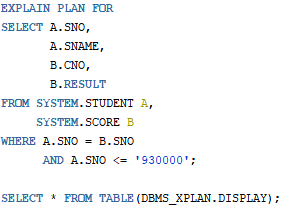 EXPLAIN PLAN FOR
SELECT A.SNO,
A.SNAME,
B.CNO,
B.RESULT
FROM SYSTEM.STUDENT A,
SYSTEM.SCORE B
WHERE A.SNO = B.SNO
AND A.SNO <= '930000';
SELECT * FROM TABLE(DBMS_XPLAN.DISPLAY);